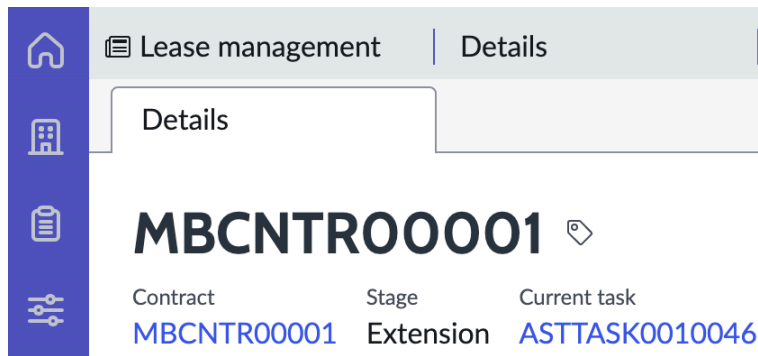 Lease management Details
Details
MBCNTR00001
Contract Stage Current task
MBCNTR00001 Extension ASTTASK0010046